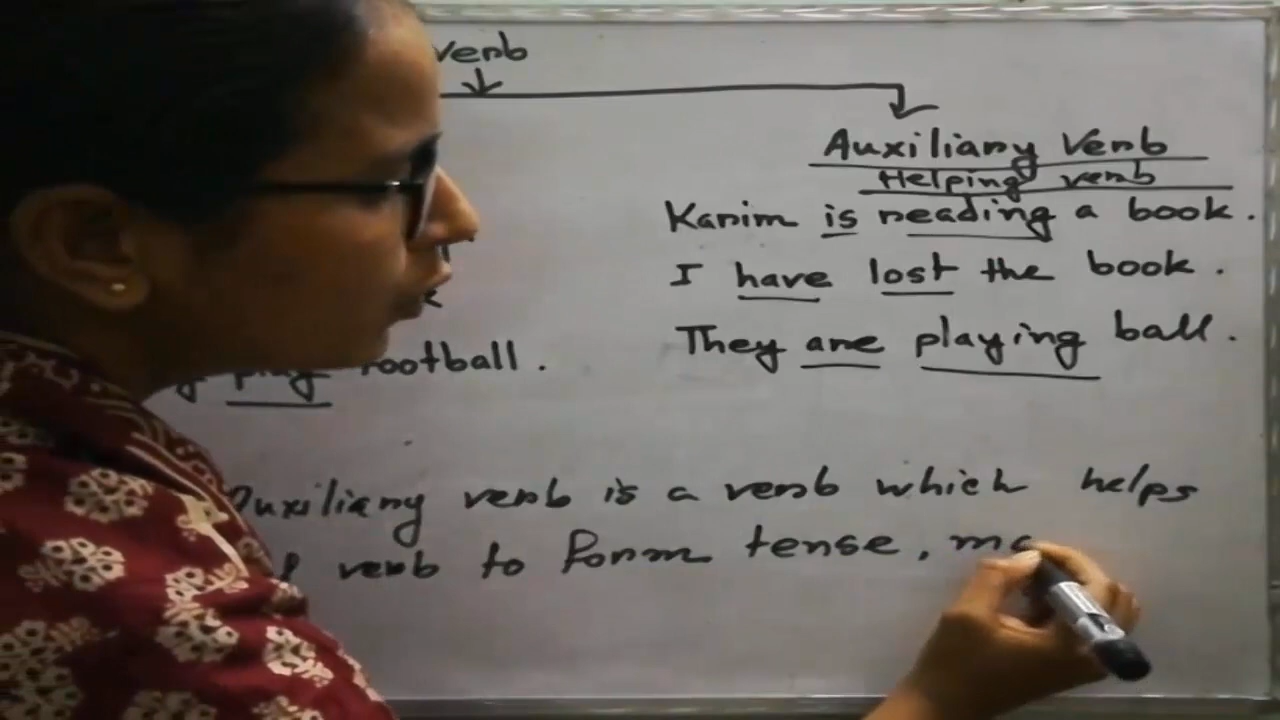 verb
Auxiliary Verb
Helping verb
Karim is reading a book.
I have lost the book.
They are playing ball.
play football.
Auxiliary verb is a verb which helps
verb to form tense,